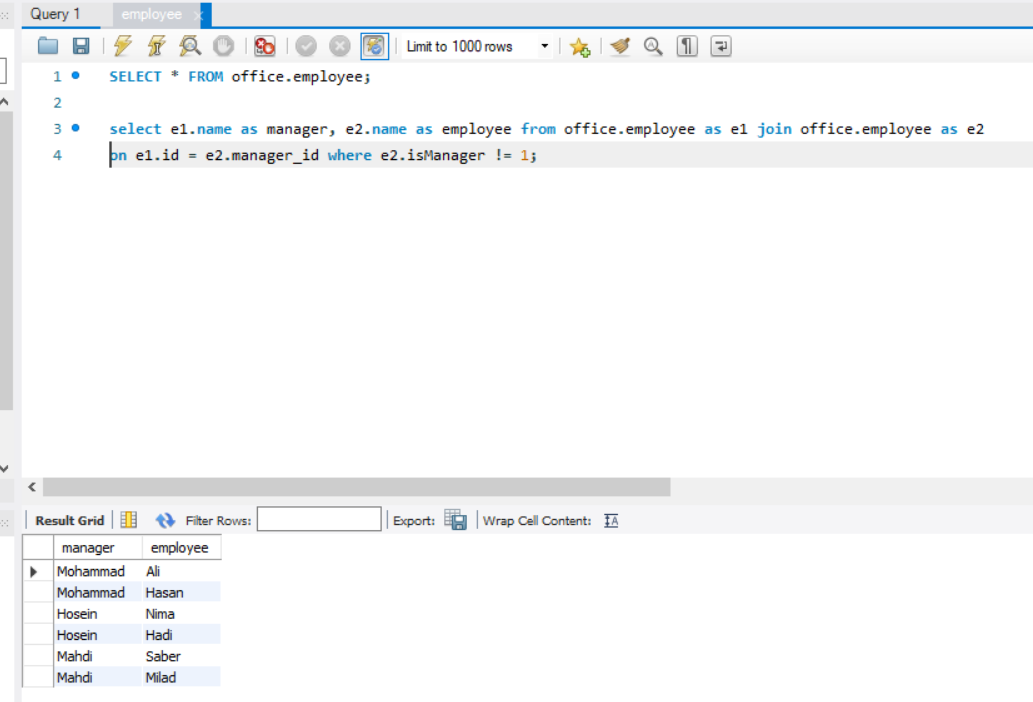 Query 1 employee
Limit to 1000 rows
1 SELECT * FROM office.employee;
2
3 select e1.name as manager, e2.name as employee from office.employee as e1 join office.employee as e2
4 on e1.id = e2.manager_id where e2.isManager != 1;
Result Grid Filter Rows: Export: Wrap Cell Content:
manager employee
Mohammad Ali
Mohammad Hasan
Hosein Nima
Hosein Hadi
Mahdi Saber
Mahdi Milad